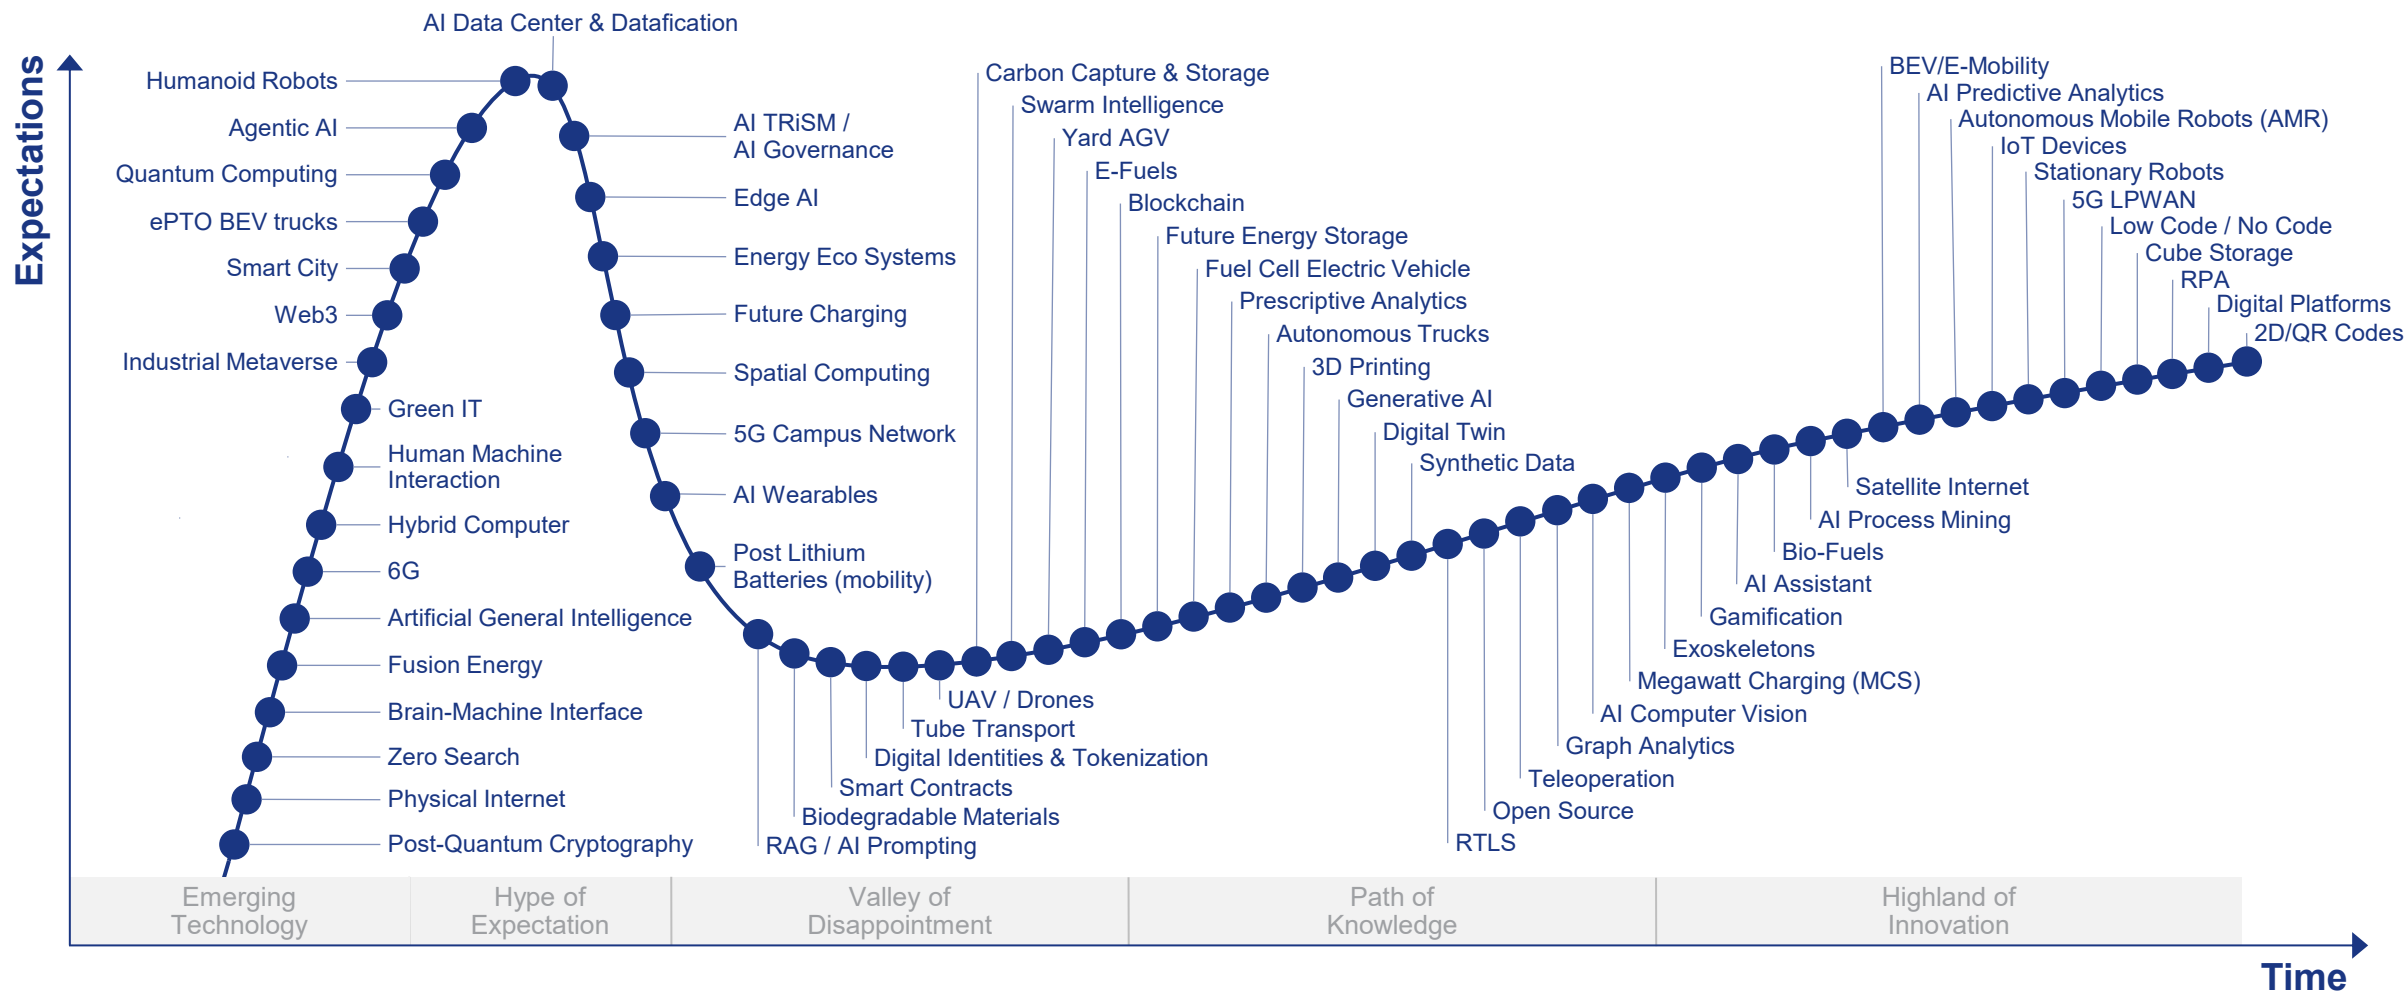 AI Data Center & Datafication
Expectations
Humanoid Robots
Agentic AI
Quantum Computing
ePTO BEV trucks
Smart City
Web3
Industrial Metaverse
Green IT
Human Machine
Interaction
Hybrid Computer
6G
Artificial General Intelligence
Fusion Energy
Brain-Machine Interface
Zero Search
Physical Internet
Post-Quantum Cryptography
AI TRiSM /
AI Governance
Edge AI
Energy Eco Systems
Future Charging
Spatial Computing
5G Campus Network
AI Wearables
Post Lithium
Batteries (mobility)
Carbon Capture & Storage
Swarm Intelligence
Yard AGV
E-Fuels
Blockchain
Future Energy Storage
Fuel Cell Electric Vehicle
Prescriptive Analytics
Autonomous Trucks
3D Printing
Generative AI
Digital Twin
Synthetic Data
UAV / Drones
Tube Transport
Digital Identities & Tokenization
Smart Contracts
Biodegradable Materials
RAG / AI Prompting
BEV/E-Mobility
AI Predictive Analytics
Autonomous Mobile Robots (AMR)
IoT Devices
Stationary Robots
5G LPWAN
Low Code / No Code
Cube Storage
RPA
Digital Platforms
2D/QR Codes
Satellite Internet
AI Process Mining
Bio-Fuels
AI Assistant
Gamification
Exoskeletons
Megawatt Charging (MCS)
AI Computer Vision
Graph Analytics
Teleoperation
Open Source
RTLS
Emerging
Technology
Hype of
Expectation
Valley of
Disappointment
Path of
Knowledge
Highland of
Innovation
Time